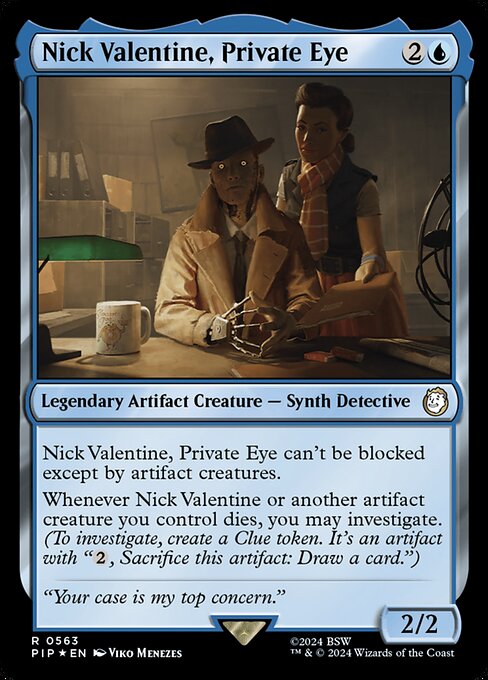 Nick Valentine, Private Eye 2
Legendary Artifact Creature — Synth Detective
Nick Valentine, Private Eye can't be blocked
except by artifact creatures.
Whenever Nick Valentine or another artifact
creature you control dies, you may investigate.
(To investigate, create a Clue token. It's an artifact
with “2, Sacrifice this artifact: Draw a card.”)
“Your case is my top concern.”
2/2
R 0563
PIP ★ EN Viko Menezes
©2024 BSW
™ & © 2024 Wizards of the Coast